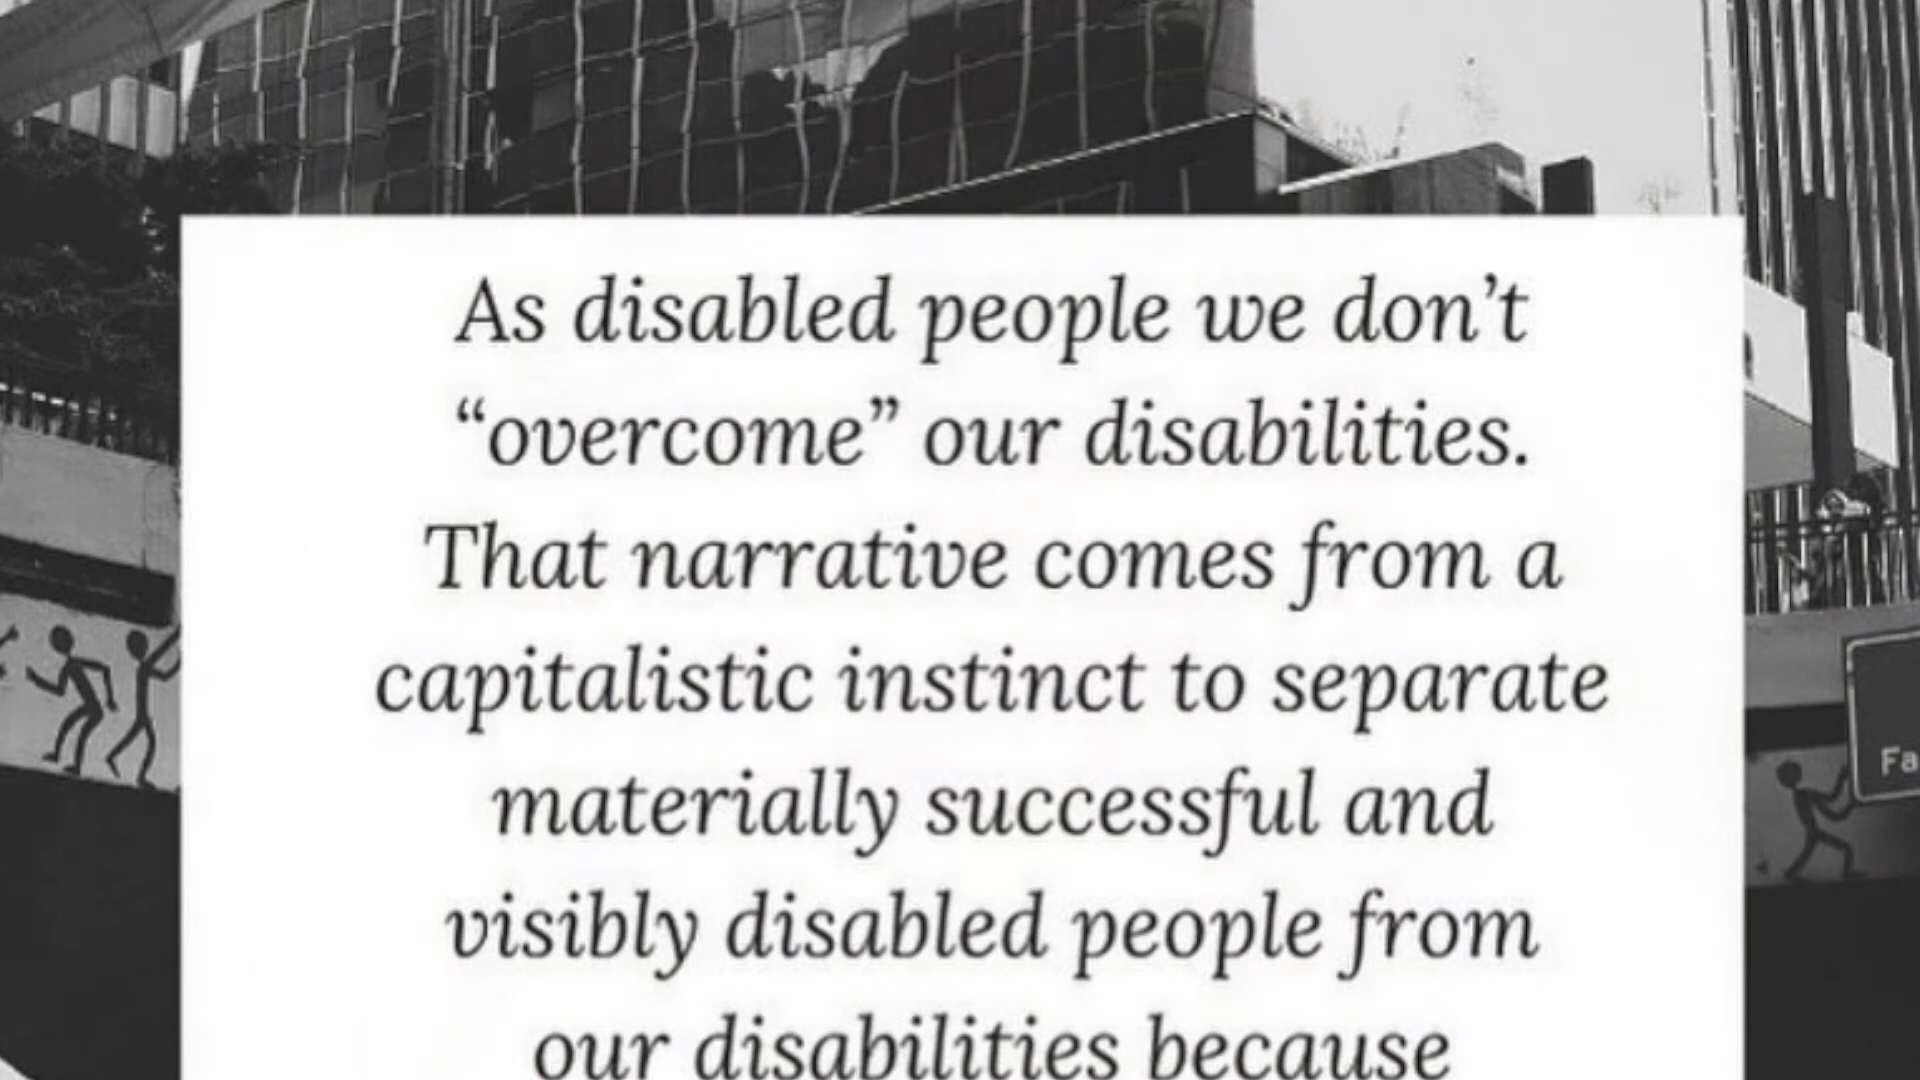 As disabled people we don’t
“overcome” our disabilities.
That narrative comes from a
capitalistic instinct to separate
materially successful and
visibly disabled people from
our disabilities because
Fa